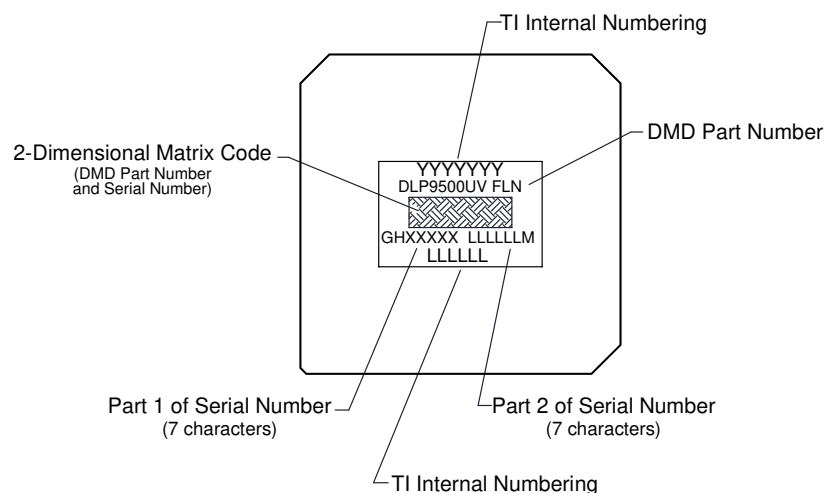 TI Internal Numbering
DMD Part Number
2-Dimensional Matrix Code
(DMD Part Number
and Serial Number)
YYYYYYY
DLP9500UV FLN
GHXXXXX LLLLLLM
LLLLLL
Part 1 of Serial Number
(7 characters)
Part 2 of Serial Number
(7 characters)
TI Internal Numbering